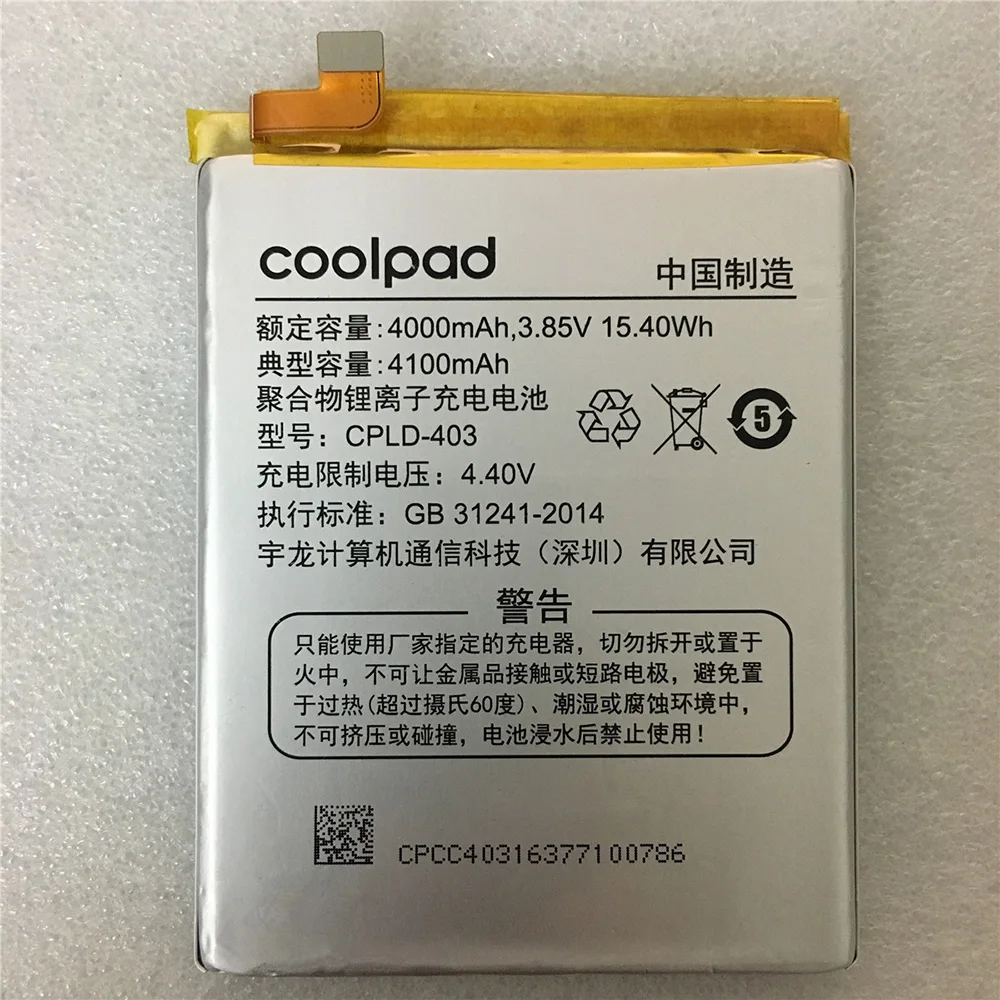 coolpad
中国制造
额定容量:4000mAh,3.85V 15.40Wh
典型容量:4100mAh
聚合物锂离子充电电池
型号：CPLD-403
5
充电限制电压：4.40V
执行标准：GB 31241-2014
宇龙计算机通信科技（深圳）有限公司
警告
只能使用厂家指定的充电器，切勿拆开或置于
火中，不可让金属品接触或短路电极，避免置
于过热(超过摄氏60度)、潮湿或腐蚀环境中，
不可挤压或碰撞，电池浸水后禁止使用！
CPCC40316377100786